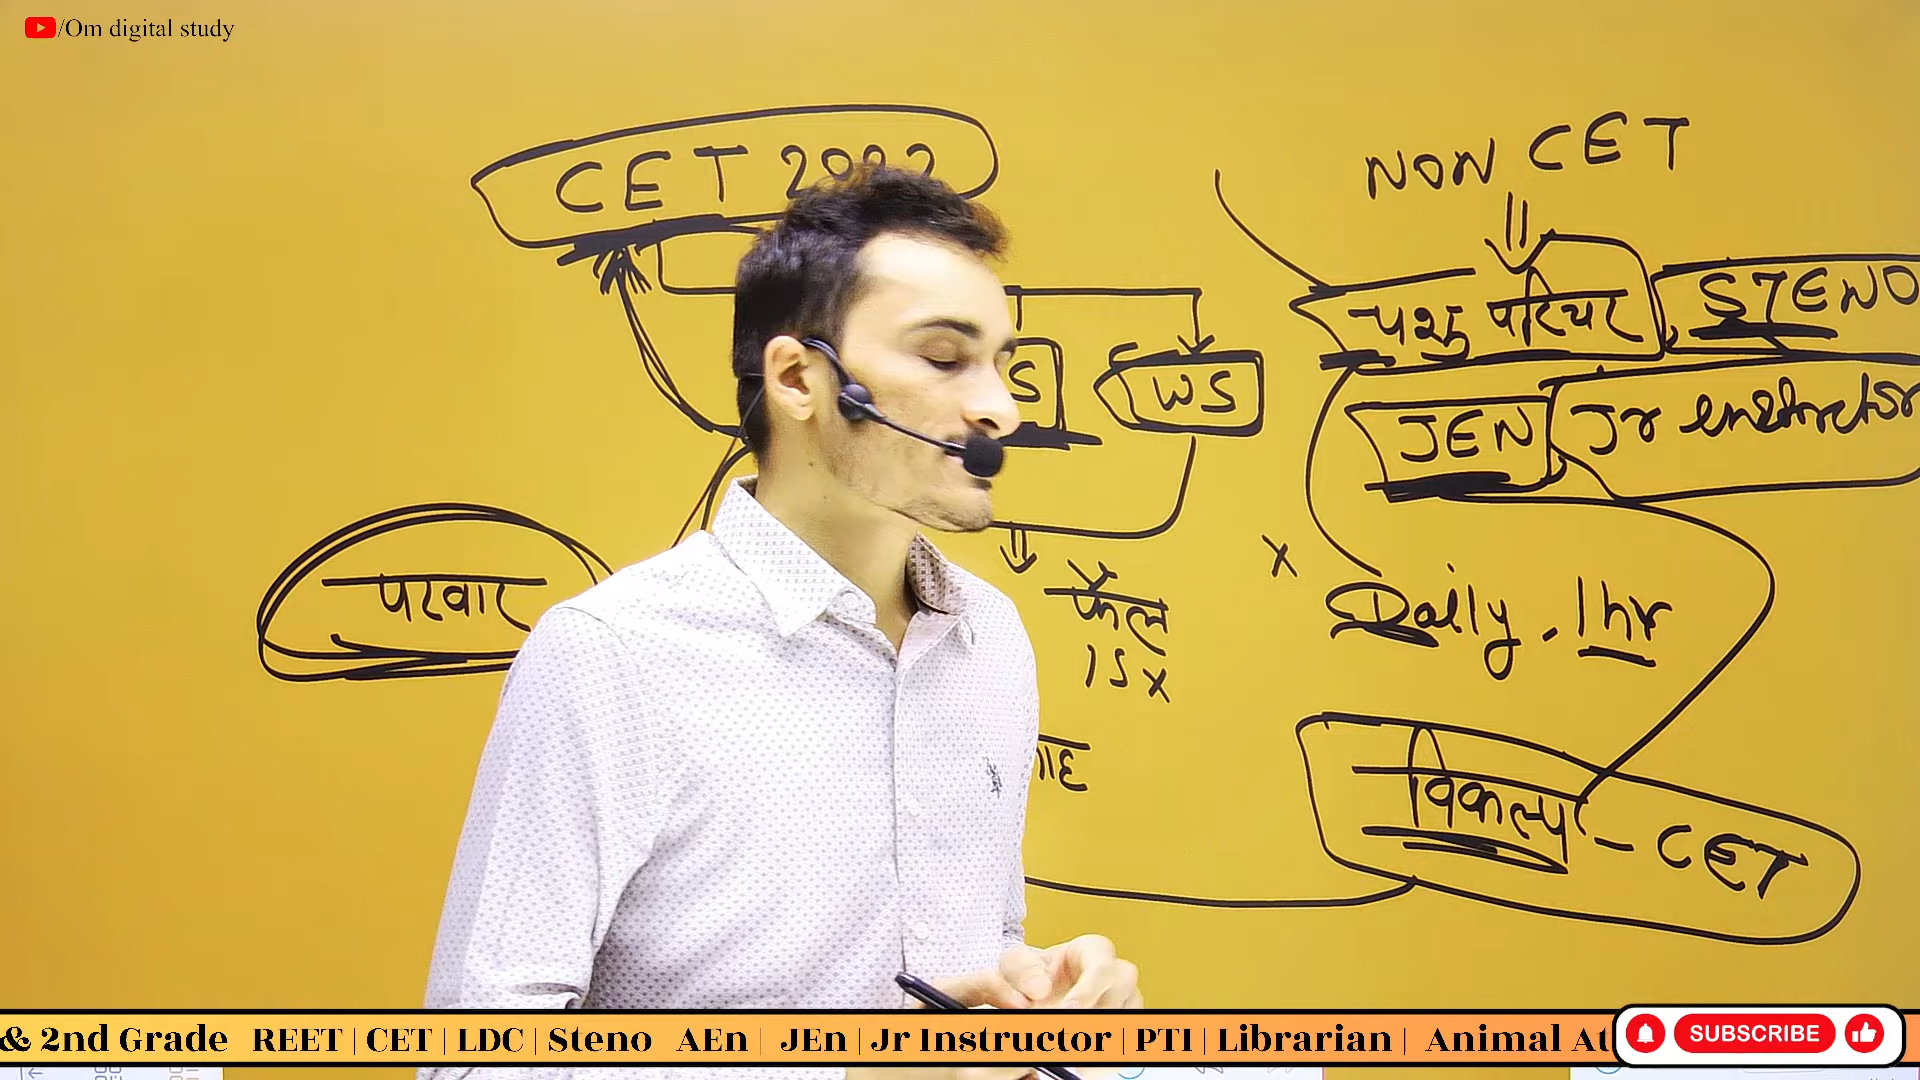 /Om digital study
CET 2022
NON CET
पशु परिचर, STENO
JEN, Jr instructor
S
WS
पटवार
फेल
15x
x
Daily. 1hr
विकल्प - CET
& 2nd Grade REET | CET | LDC | Steno AEn | JEn | Jr Instructor | PTI | Librarian | Animal At
SUBSCRIBE